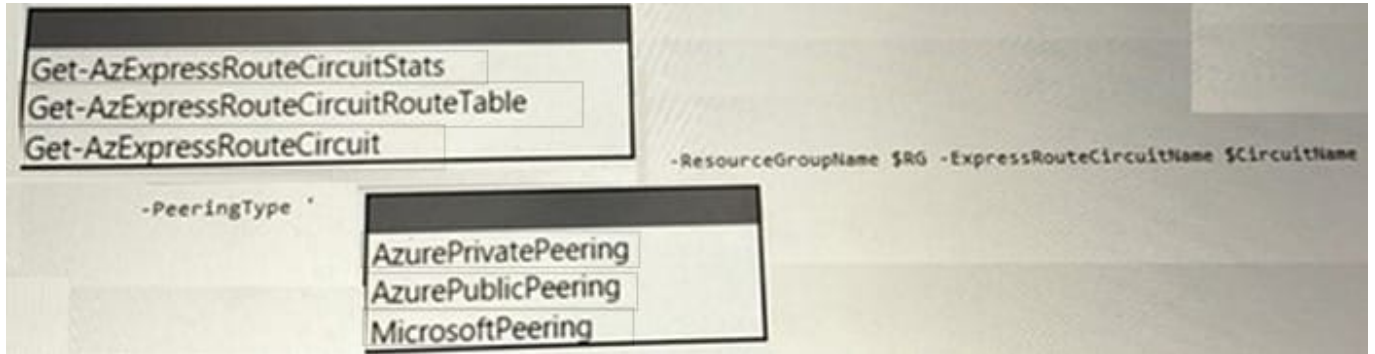 Get-AzExpressRouteCircuitStats
Get-AzExpressRouteCircuitRouteTable
Get-AzExpressRouteCircuit
-ResourceGroupName $RG -ExpressRouteCircuitName $CircuitName
-PeeringType '
AzurePrivatePeering
AzurePublicPeering
MicrosoftPeering